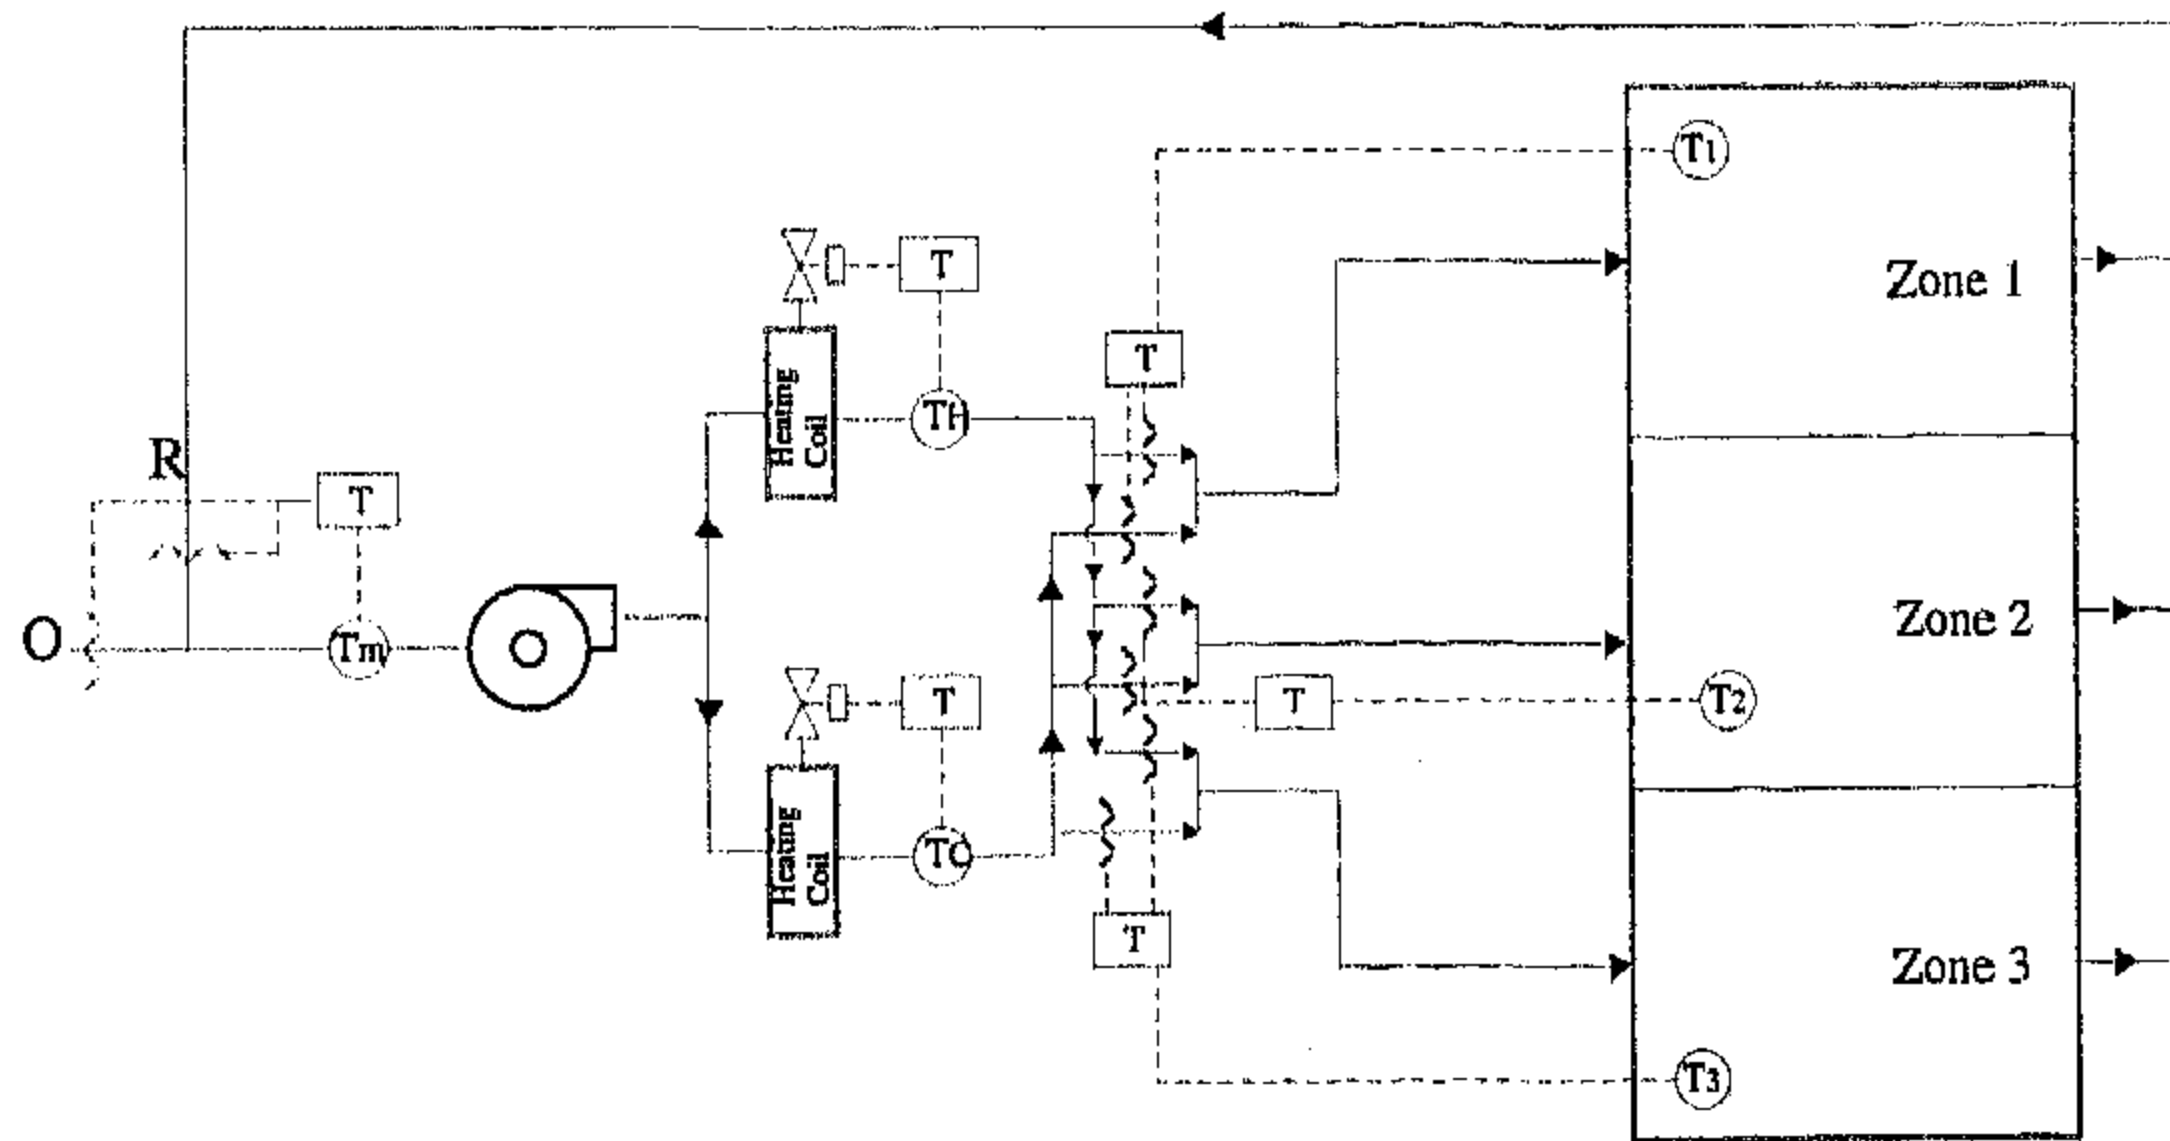 T1
Zone 1
T
T
Heating
Coil
TH
R
T
O
Tm
Zone 2
T
T
T2
Heating
Coil
TC
T
Zone 3
T3